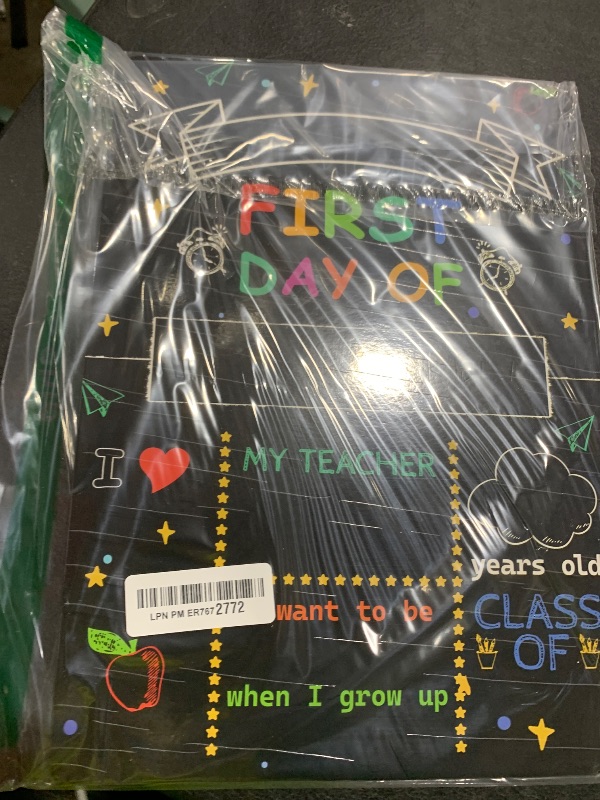 FIRST
DAY OF
I
MY TEACHER
years old
CLASS
OF
LPN PM ER7672772
want to be
when I grow up